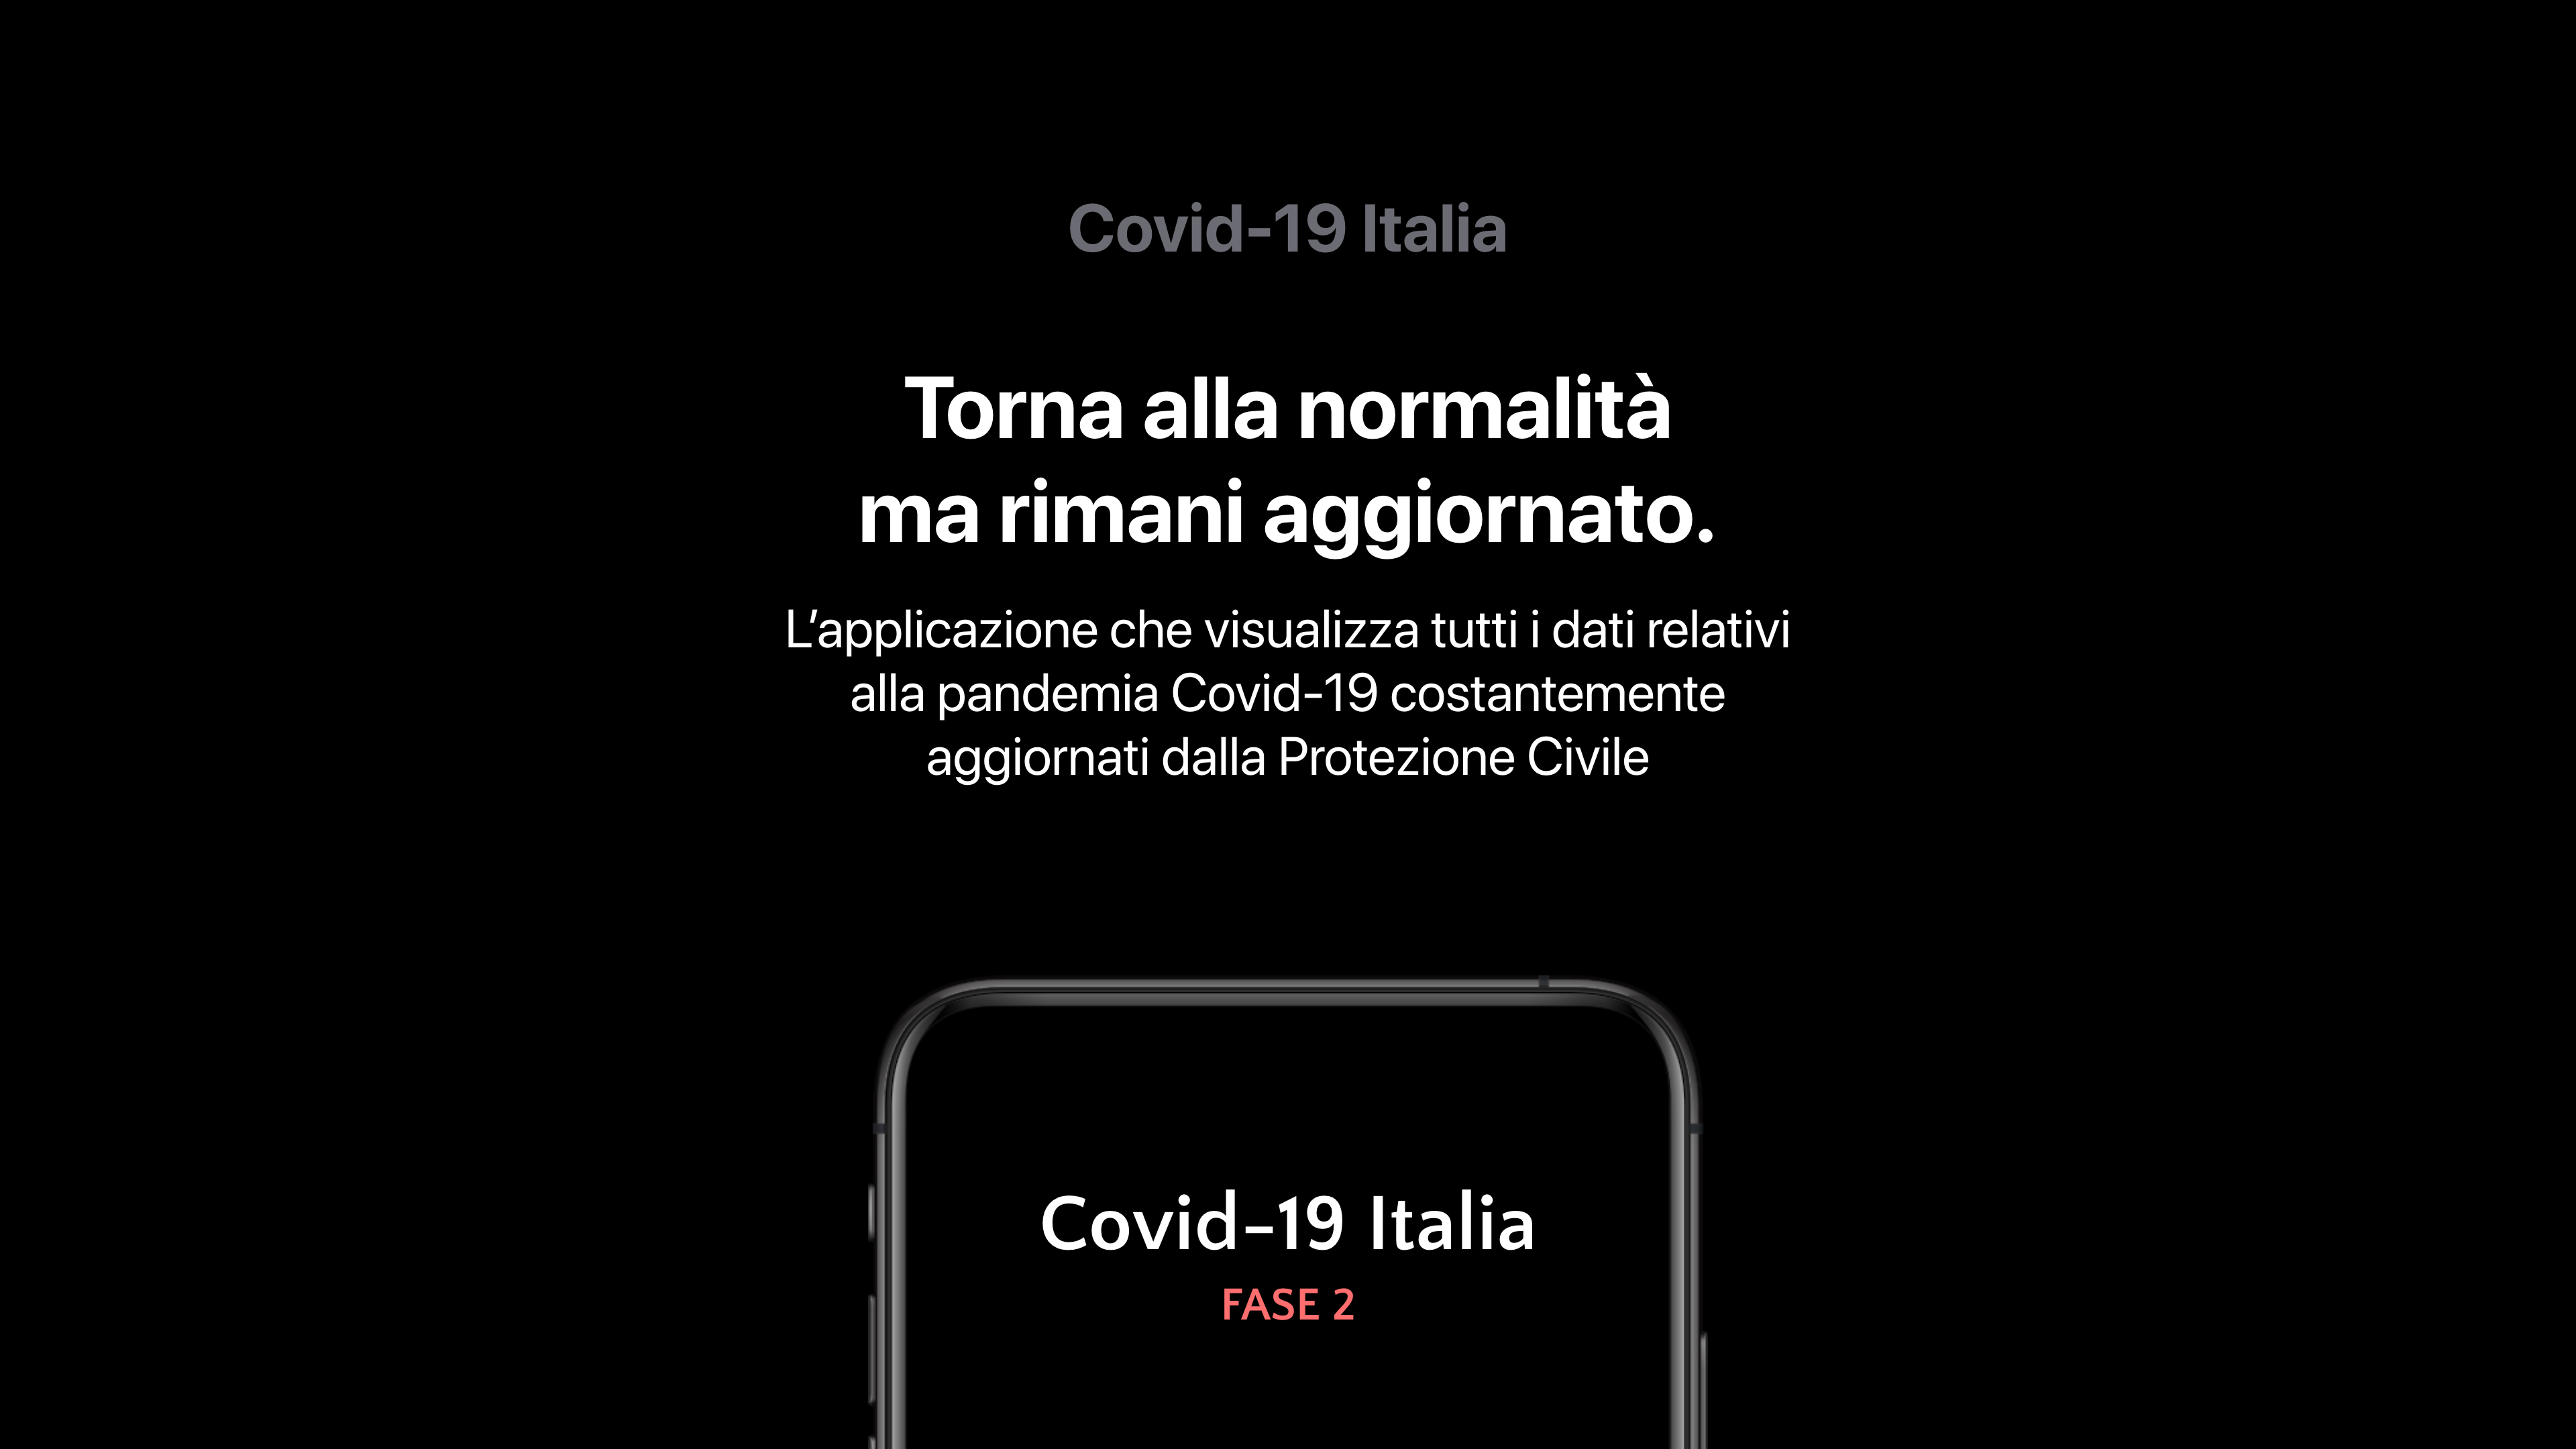 Covid-19 Italia
Torna alla normalità
ma rimani aggiornato.
L’applicazione che visualizza tutti i dati relativi
alla pandemia Covid-19 costantemente
aggiornati dalla Protezione Civile
Covid-19 Italia
FASE 2